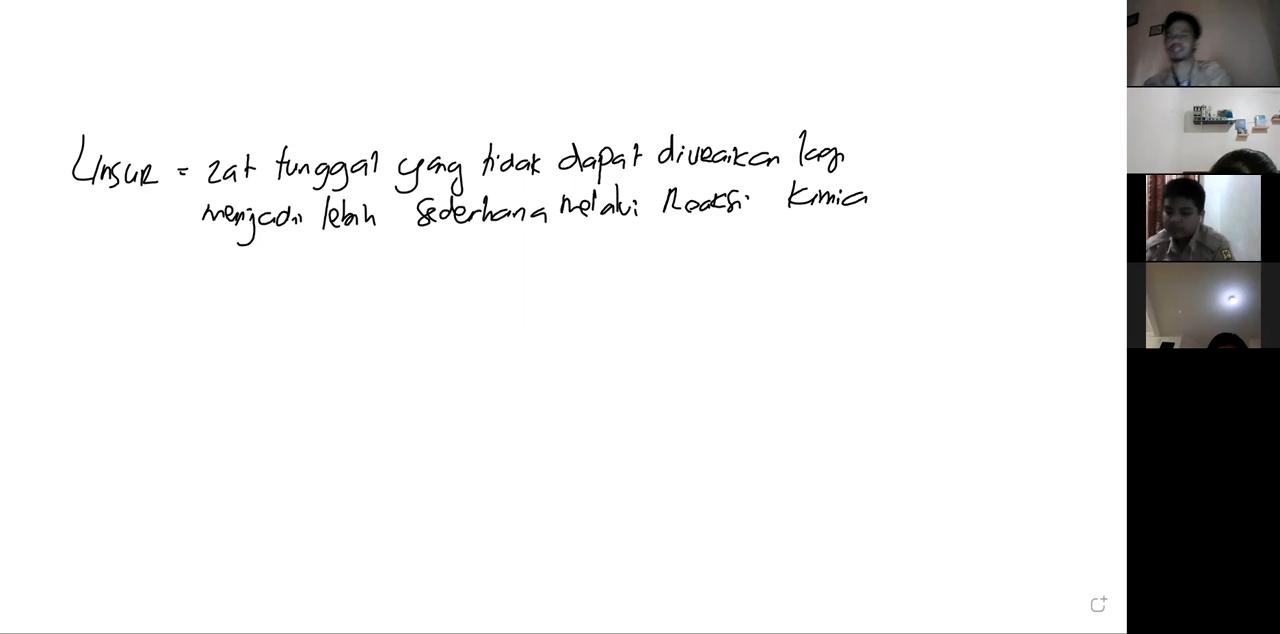 Unsur = zat tunggal yang tidak dapat diuraikan lagi
menjadi lebih sederhana melalui Reaksi Kimia